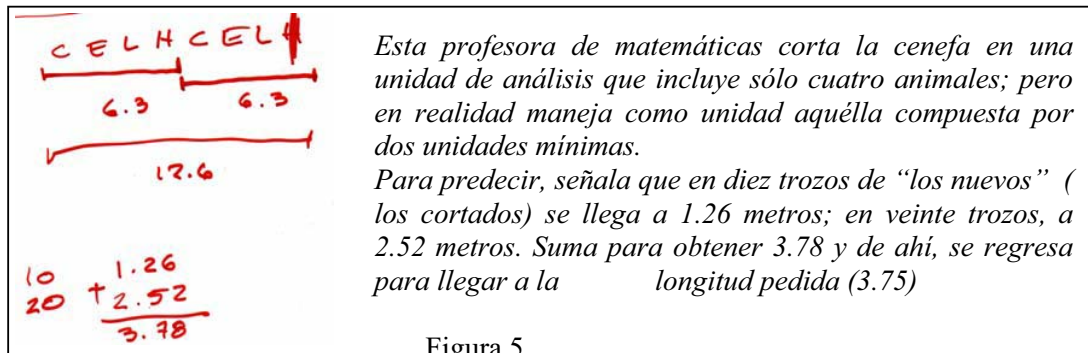 C E L H C E L H
6.3 6.3
12.6
10 1.26
20 + 2.52
3.78
Esta profesora de matemáticas corta la cenefa en una
unidad de análisis que incluye sólo cuatro animales; pero
en realidad maneja como unidad aquélla compuesta por
dos unidades mínimas.
Para predecir, señala que en diez trozos de “los nuevos” (
los cortados) se llega a 1.26 metros; en veinte trozos, a
2.52 metros. Suma para obtener 3.78 y de ahí, se regresa
para llegar a la longitud pedida (3.75)
Figura 5